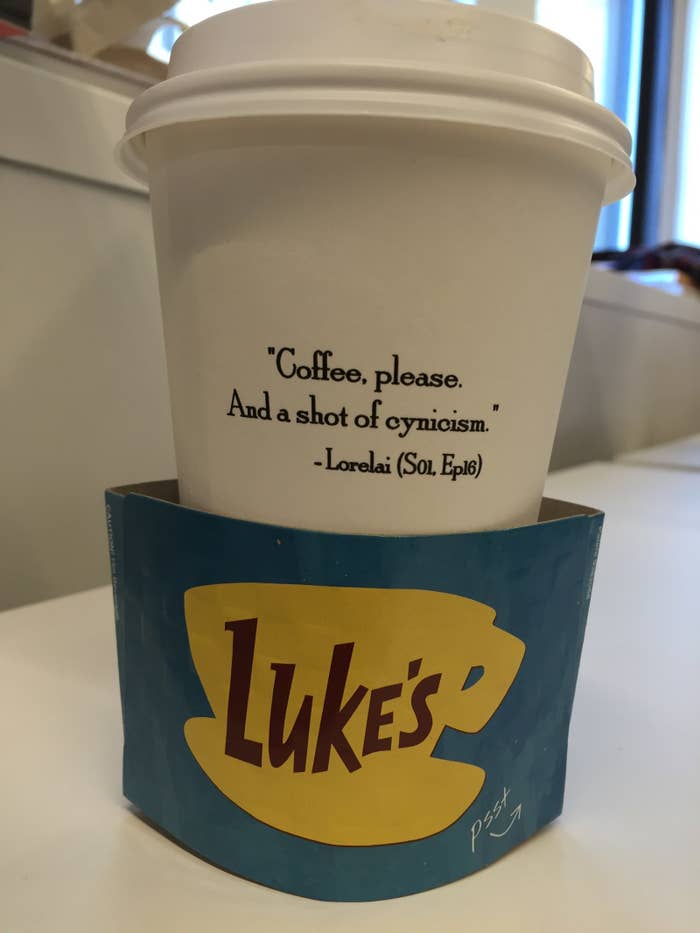 "Coffee, please.
And a shot of cynicism."
- Lorelai (S01, Ep16)
LUKE'S
psst